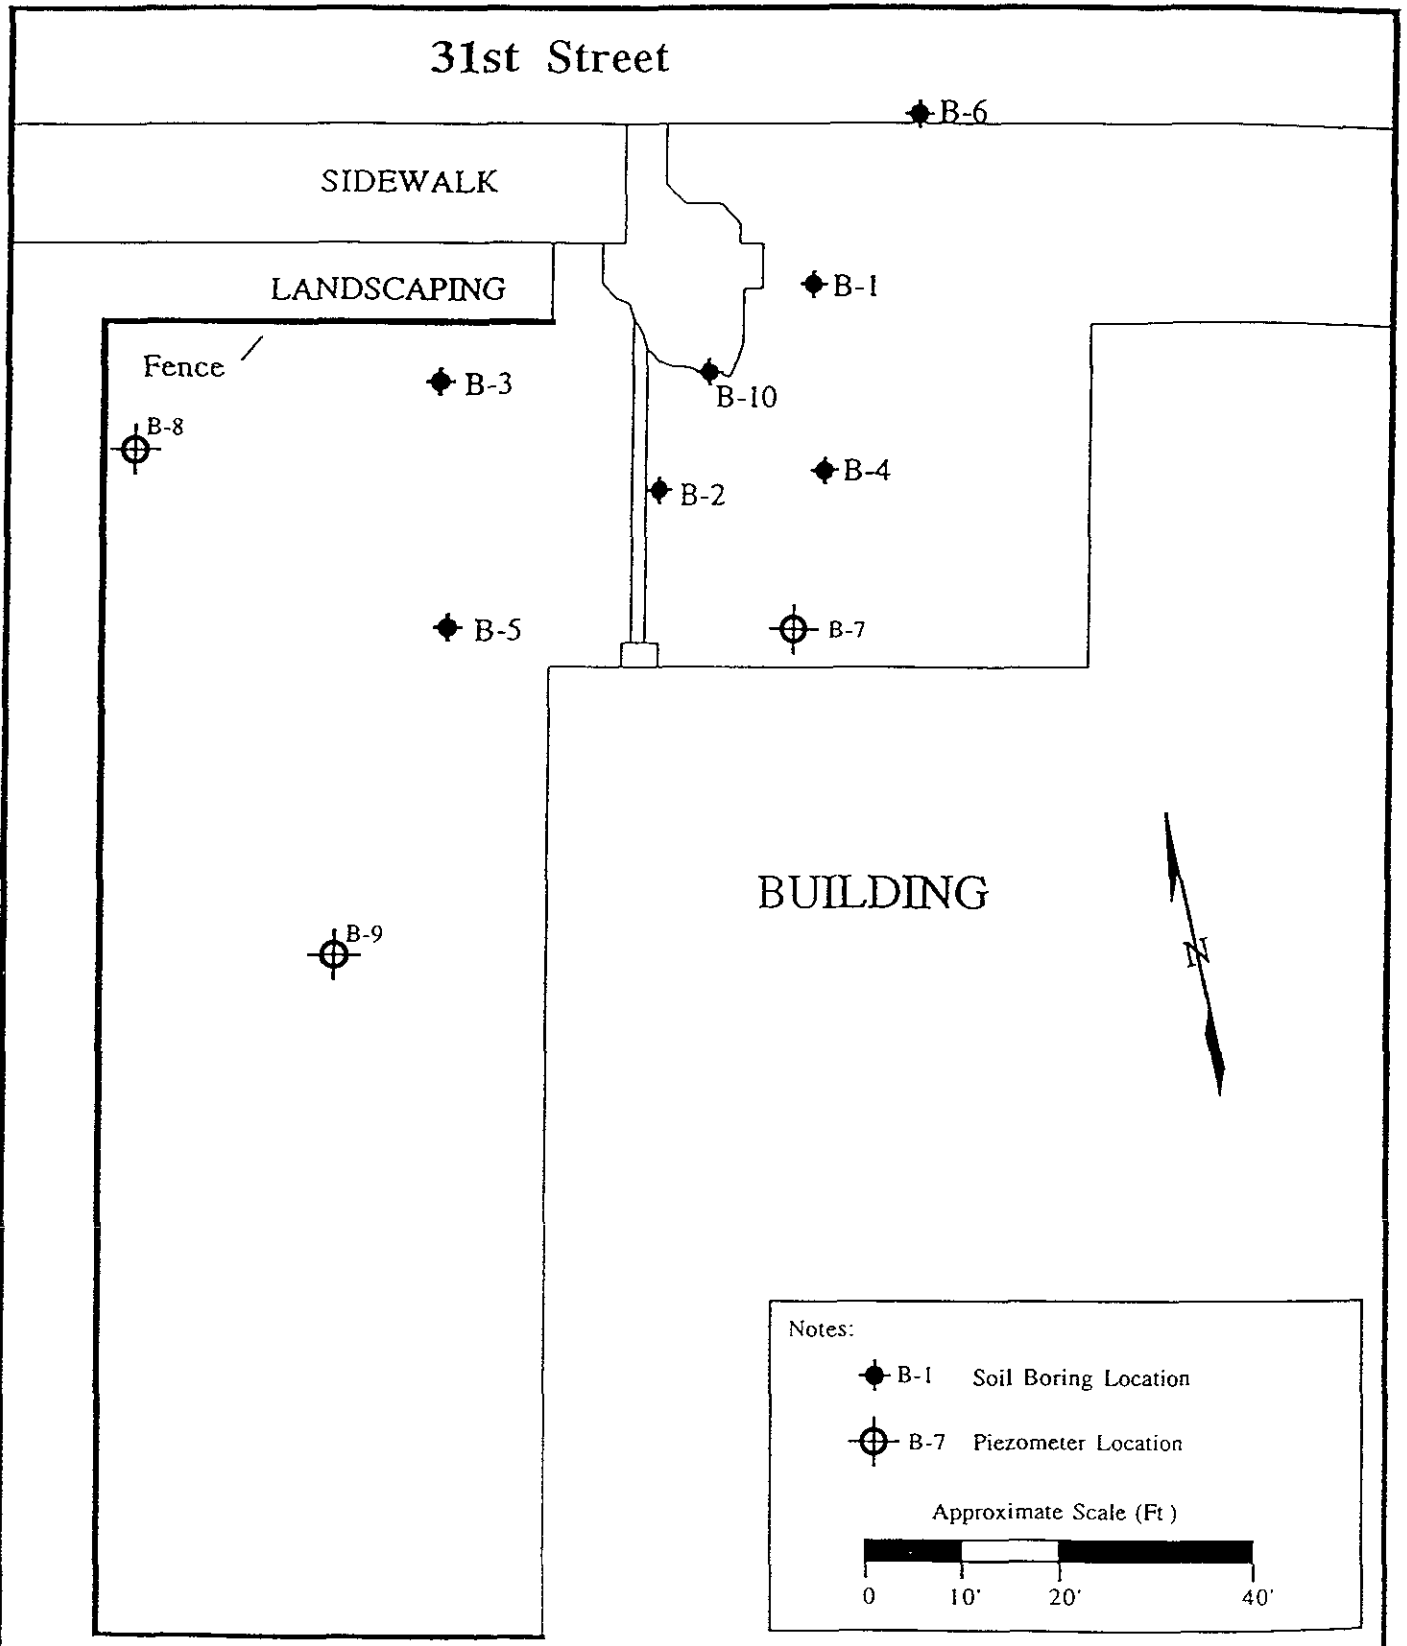 31st Street
B-6
SIDEWALK
LANDSCAPING
B-1
Fence
B-3
B-10
B-8
B-4
B-2
B-5
B-7
BUILDING
B-9
N
Notes:
B-1 Soil Boring Location
B-7 Piezometer Location
Approximate Scale (Ft )
0 10' 20' 40'